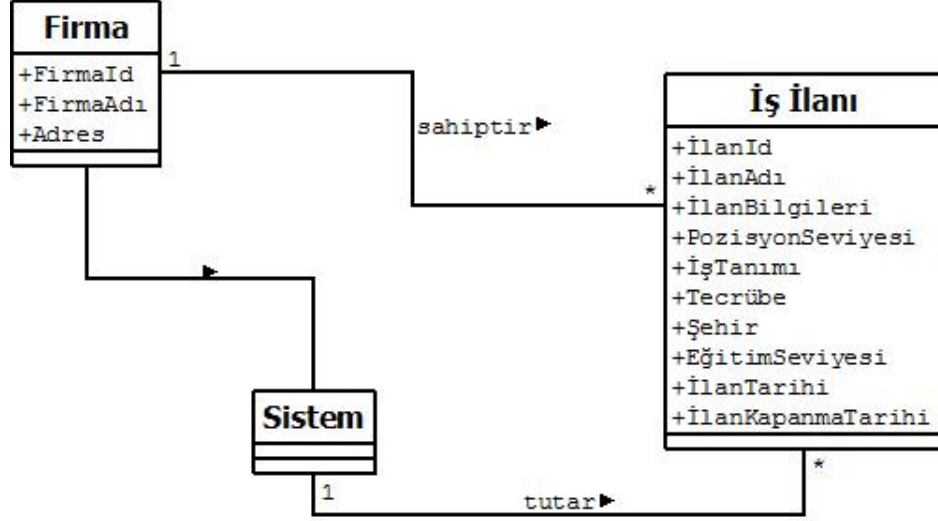 Firma
+FirmaId
+FirmaAdı
+Adres
1
sahiptir
*
İş İlanı
+İlanId
+İlanAdı
+İlanBilgileri
+PozisyonSeviyesi
+İşTanımı
+Tecrübe
+Şehir
+EğitimSeviyesi
+İlanTarihi
+İlanKapanmaTarihi
Sistem
1
tutar
*